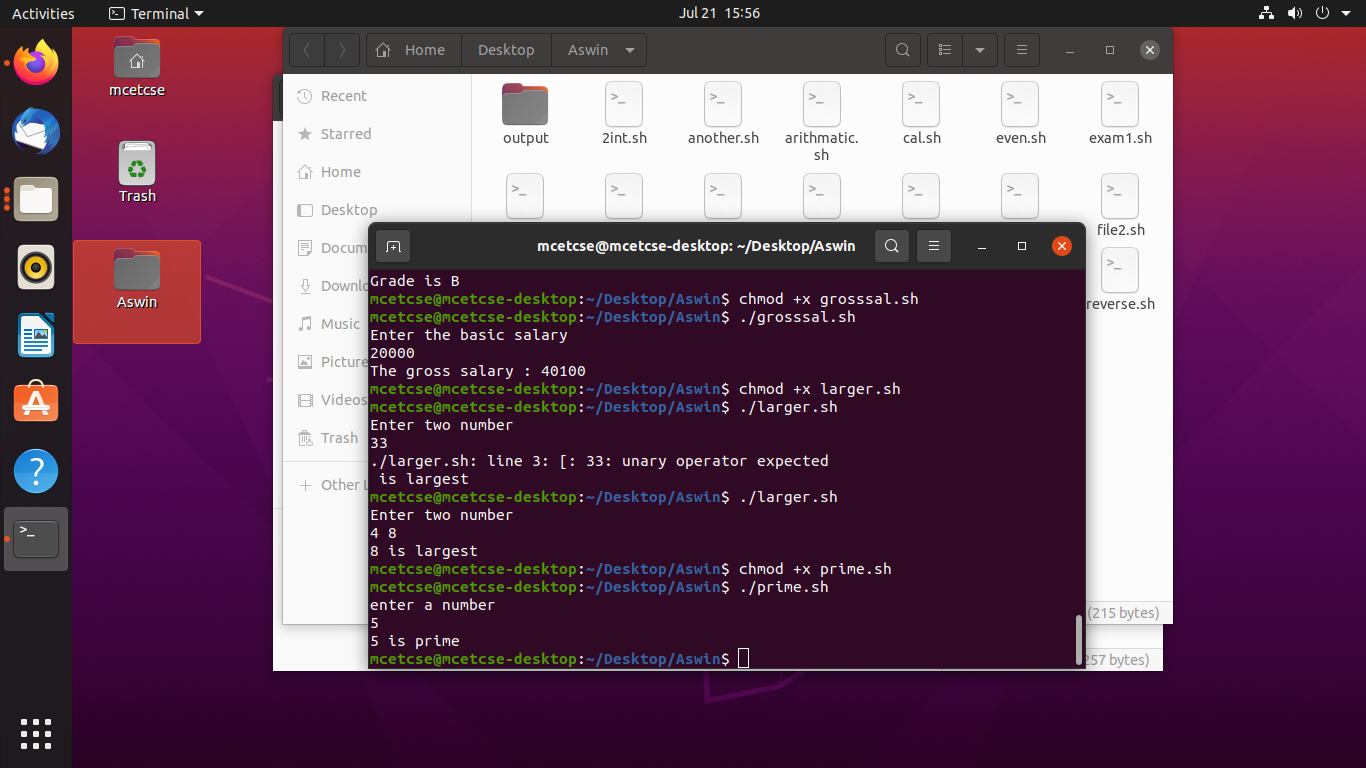 Activities
Terminal
Jul 21 15:56
mcetcse
Trash
Aswin
Home
Desktop
Aswin
Recent
Starred
Home
Desktop
Docum
Downlo
Music
Picture
Videos
Trash
Other L
output
2int.sh
another.sh
arithmatic.
sh
cal.sh
even.sh
exam1.sh
file2.sh
reverse.sh
(215 bytes)
257 bytes)
mcetcse@mcetcse-desktop: ~/Desktop/Aswin
Grade is B
mcetcse@mcetcse-desktop:~/Desktop/Aswin$ chmod +x grosssal.sh
mcetcse@mcetcse-desktop:~/Desktop/Aswin$ ./grosssal.sh
Enter the basic salary
20000
The gross salary : 40100
mcetcse@mcetcse-desktop:~/Desktop/Aswin$ chmod +x larger.sh
mcetcse@mcetcse-desktop:~/Desktop/Aswin$ ./larger.sh
Enter two number
33
./larger.sh: line 3: [: 33: unary operator expected
 is largest
mcetcse@mcetcse-desktop:~/Desktop/Aswin$ ./larger.sh
Enter two number
4 8
8 is largest
mcetcse@mcetcse-desktop:~/Desktop/Aswin$ chmod +x prime.sh
mcetcse@mcetcse-desktop:~/Desktop/Aswin$ ./prime.sh
enter a number
5
5 is prime
mcetcse@mcetcse-desktop:~/Desktop/Aswin$